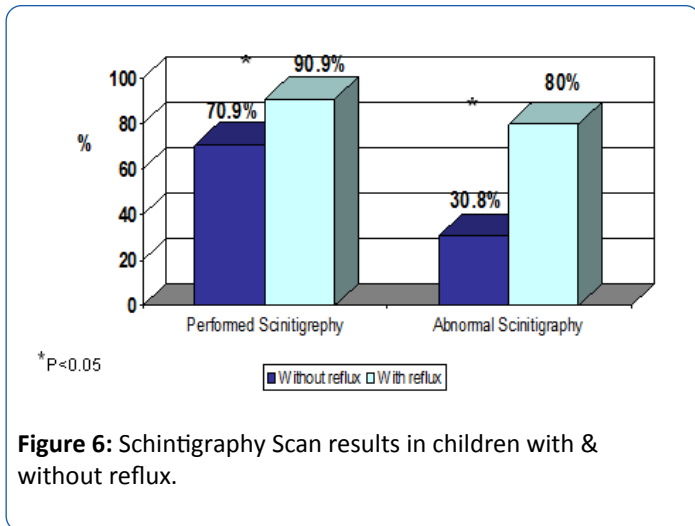 * 90.9%
100 70.9% * 80%
80
% 30.8%
60
40
20
0
Performed Scinitigrephy Abnormal Scinitigraphy
*P<0.05
Without reflux With reflux
Figure 6: Schintigraphy Scan results in children with &
without reflux.